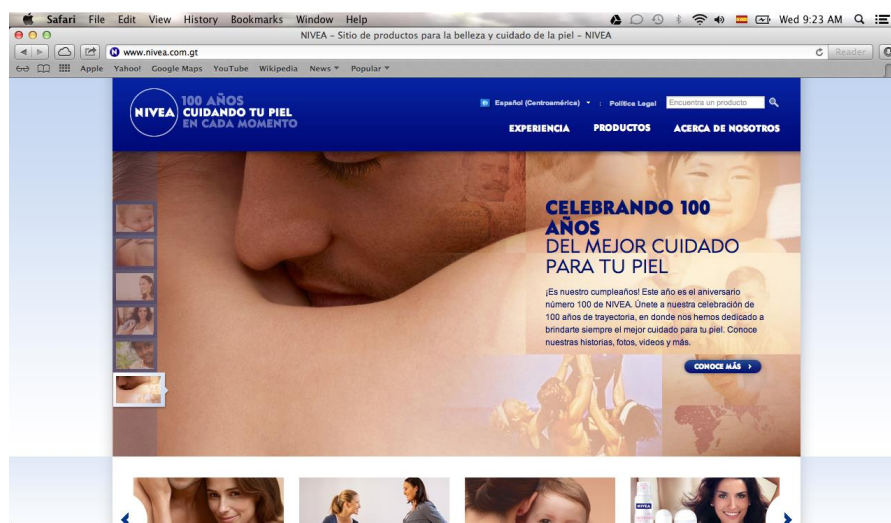 Safari File Edit View History Bookmarks Window Help Wed 9:23 AM
NIVEA – Sitio de productos para la belleza y cuidado de la piel – NIVEA
www.nivea.com.gt Reader
Apple Yahoo! Google Maps YouTube Wikipedia News Popular
NIVEA
100 AÑOS
CUIDANDO TU PIEL
EN CADA MOMENTO
Español (Centroamérica) : Política Legal Encuentra un producto
EXPERIENCIA PRODUCTOS ACERCA DE NOSOTROS
CELEBRANDO 100
AÑOS
DEL MEJOR CUIDADO
PARA TU PIEL
¡Es nuestro cumpleaños! Este año es el aniversario
número 100 de NIVEA. Únete a nuestra celebración de
100 años de trayectoria, en donde nos hemos dedicado a
brindarte siempre el mejor cuidado para tu piel. Conoce
nuestras historias, fotos, videos y más.
CONOCE MÁS
NIVEA